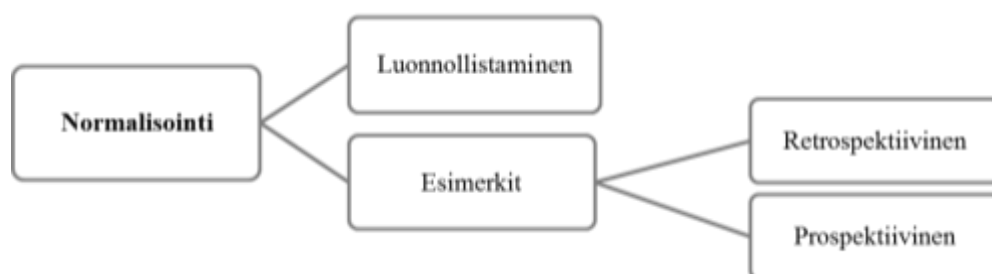 Normalisointi
Luonnollistaminen
Esimerkit
Retrospektiivinen
Prospektiivinen